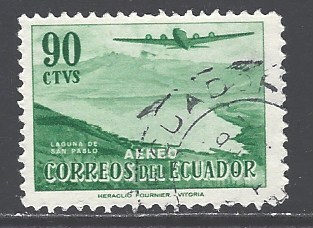 90
CTVS
LAGUNA DE
SAN PABLO
AEREO
CORREOS DEL ECUADOR
HERACLIO FOURNIER. VITORIA